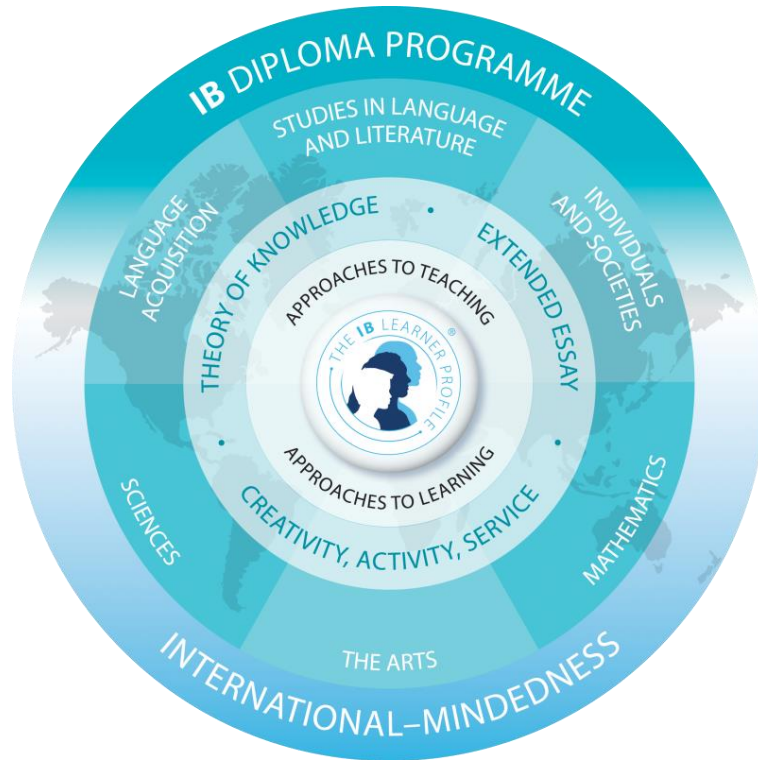 IB DIPLOMA PROGRAMME
STUDIES IN LANGUAGE
AND LITERATURE
LANGUAGE
ACQUISITION
INDIVIDUALS
AND SOCIETIES
THEORY OF KNOWLEDGE
EXTENDED ESSAY
APPROACHES TO TEACHING
THE IB LEARNER PROFILE
®
APPROACHES TO LEARNING
CREATIVITY, ACTIVITY, SERVICE
SCIENCES
MATHEMATICS
THE ARTS
INTERNATIONAL–MINDEDNESS